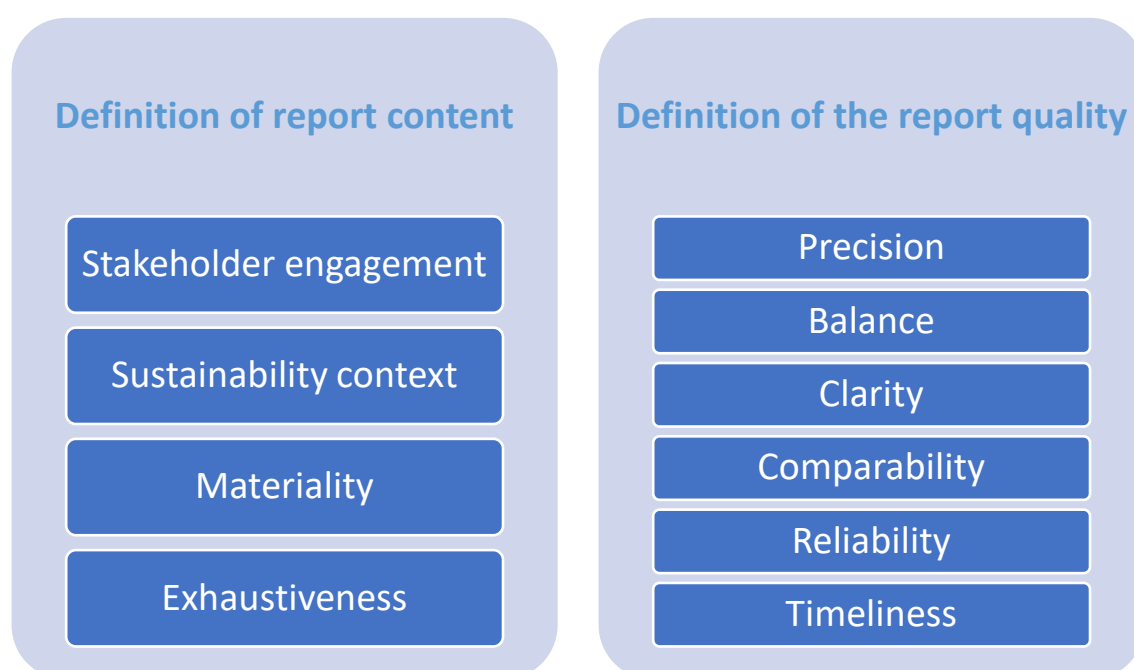 Definition of report content
Stakeholder engagement
Sustainability context
Materiality
Exhaustiveness
Definition of the report quality
Precision
Balance
Clarity
Comparability
Reliability
Timeliness